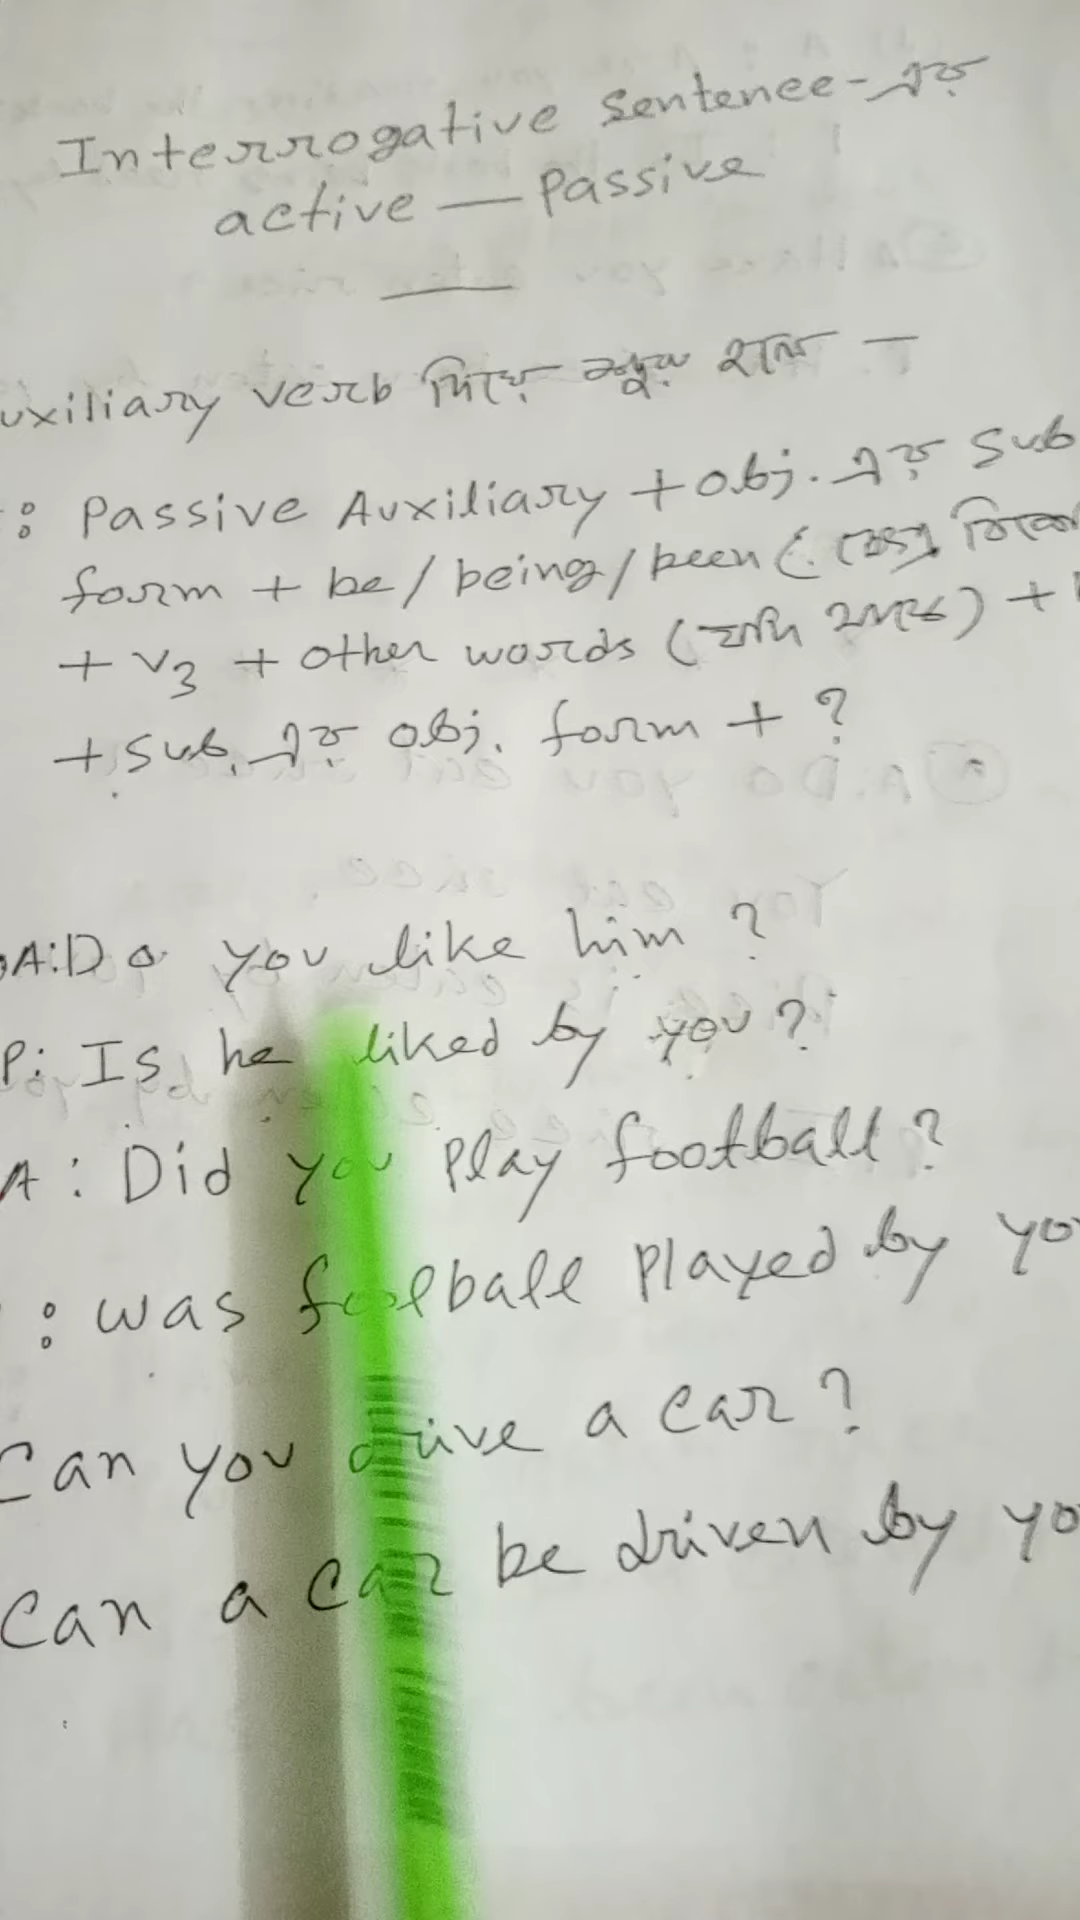 Interrogative Sentence-এর
active — Passive
uxiliary verb দিয়ে শুরু হলে —
: Passive Auxiliary + obj. এর Sub
form + be / being / been (
+ v3 + other words (যদি থাকে) +
+ Sub. এর obj. form + ?
A: Do you like him ?
P: Is he liked by you ?
A : Did you Play football ?
: was football played by yo
Can you drive a car ?
Can a car be driven by yo